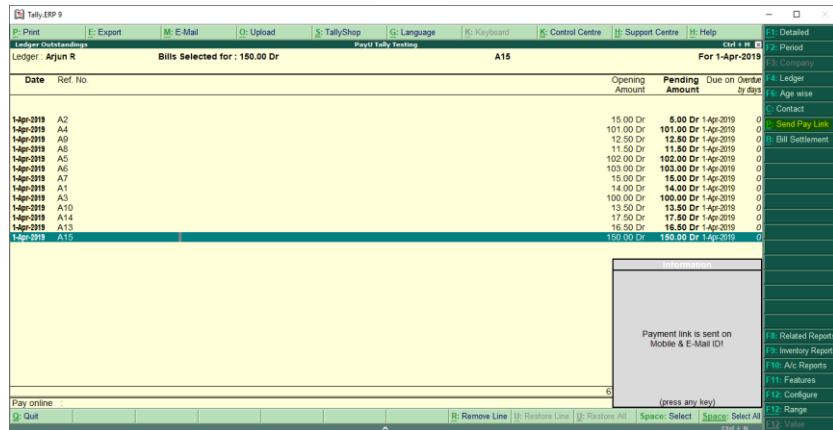 Tally.ERP 9
P: Print E: Export M: E-Mail O: Upload S: TallyShop G: Language K: Keyboard K: Control Centre H: Support Centre H: Help F1: Detailed
Ledger Outstandings PayU Tally Testing Ctrl + M
F2: Period
Ledger : Arjun R Bills Selected for : 150.00 Dr A15 For 1-Apr-2019
F3: Company
Date Ref. No. Opening Pending Due on Overdue
Amount Amount by days
F4: Ledger
F6: Age wise
C: Contact
P: Send Pay Link
B: Bill Settlement
1-Apr-2019 A2 15.00 Dr 5.00 Dr 1-Apr-2019 0
1-Apr-2019 A4 101.00 Dr 101.00 Dr 1-Apr-2019 0
1-Apr-2019 A9 12.50 Dr 12.50 Dr 1-Apr-2019 0
1-Apr-2019 A8 11.50 Dr 11.50 Dr 1-Apr-2019 0
1-Apr-2019 A5 102.00 Dr 102.00 Dr 1-Apr-2019 0
1-Apr-2019 A6 103.00 Dr 103.00 Dr 1-Apr-2019 0
1-Apr-2019 A7 15.00 Dr 15.00 Dr 1-Apr-2019 0
1-Apr-2019 A1 14.00 Dr 14.00 Dr 1-Apr-2019 0
1-Apr-2019 A3 100.00 Dr 100.00 Dr 1-Apr-2019 0
1-Apr-2019 A10 13.50 Dr 13.50 Dr 1-Apr-2019 0
1-Apr-2019 A14 17.50 Dr 17.50 Dr 1-Apr-2019 0
1-Apr-2019 A13 16.50 Dr 16.50 Dr 1-Apr-2019 0
1-Apr-2019 A15 150.00 Dr 150.00 Dr 1-Apr-2019 0
Information
Payment link is sent on
Mobile & E-Mail ID!
(press any key)
F8: Related Report
F9: Inventory Report
F10: A/c Reports
F11: Features
F12: Configure
F12: Range
F12: Value
6
Pay online :
Q: Quit R: Remove Line U: Restore Line U: Restore All Space: Select Space: Select All
Ctrl + N